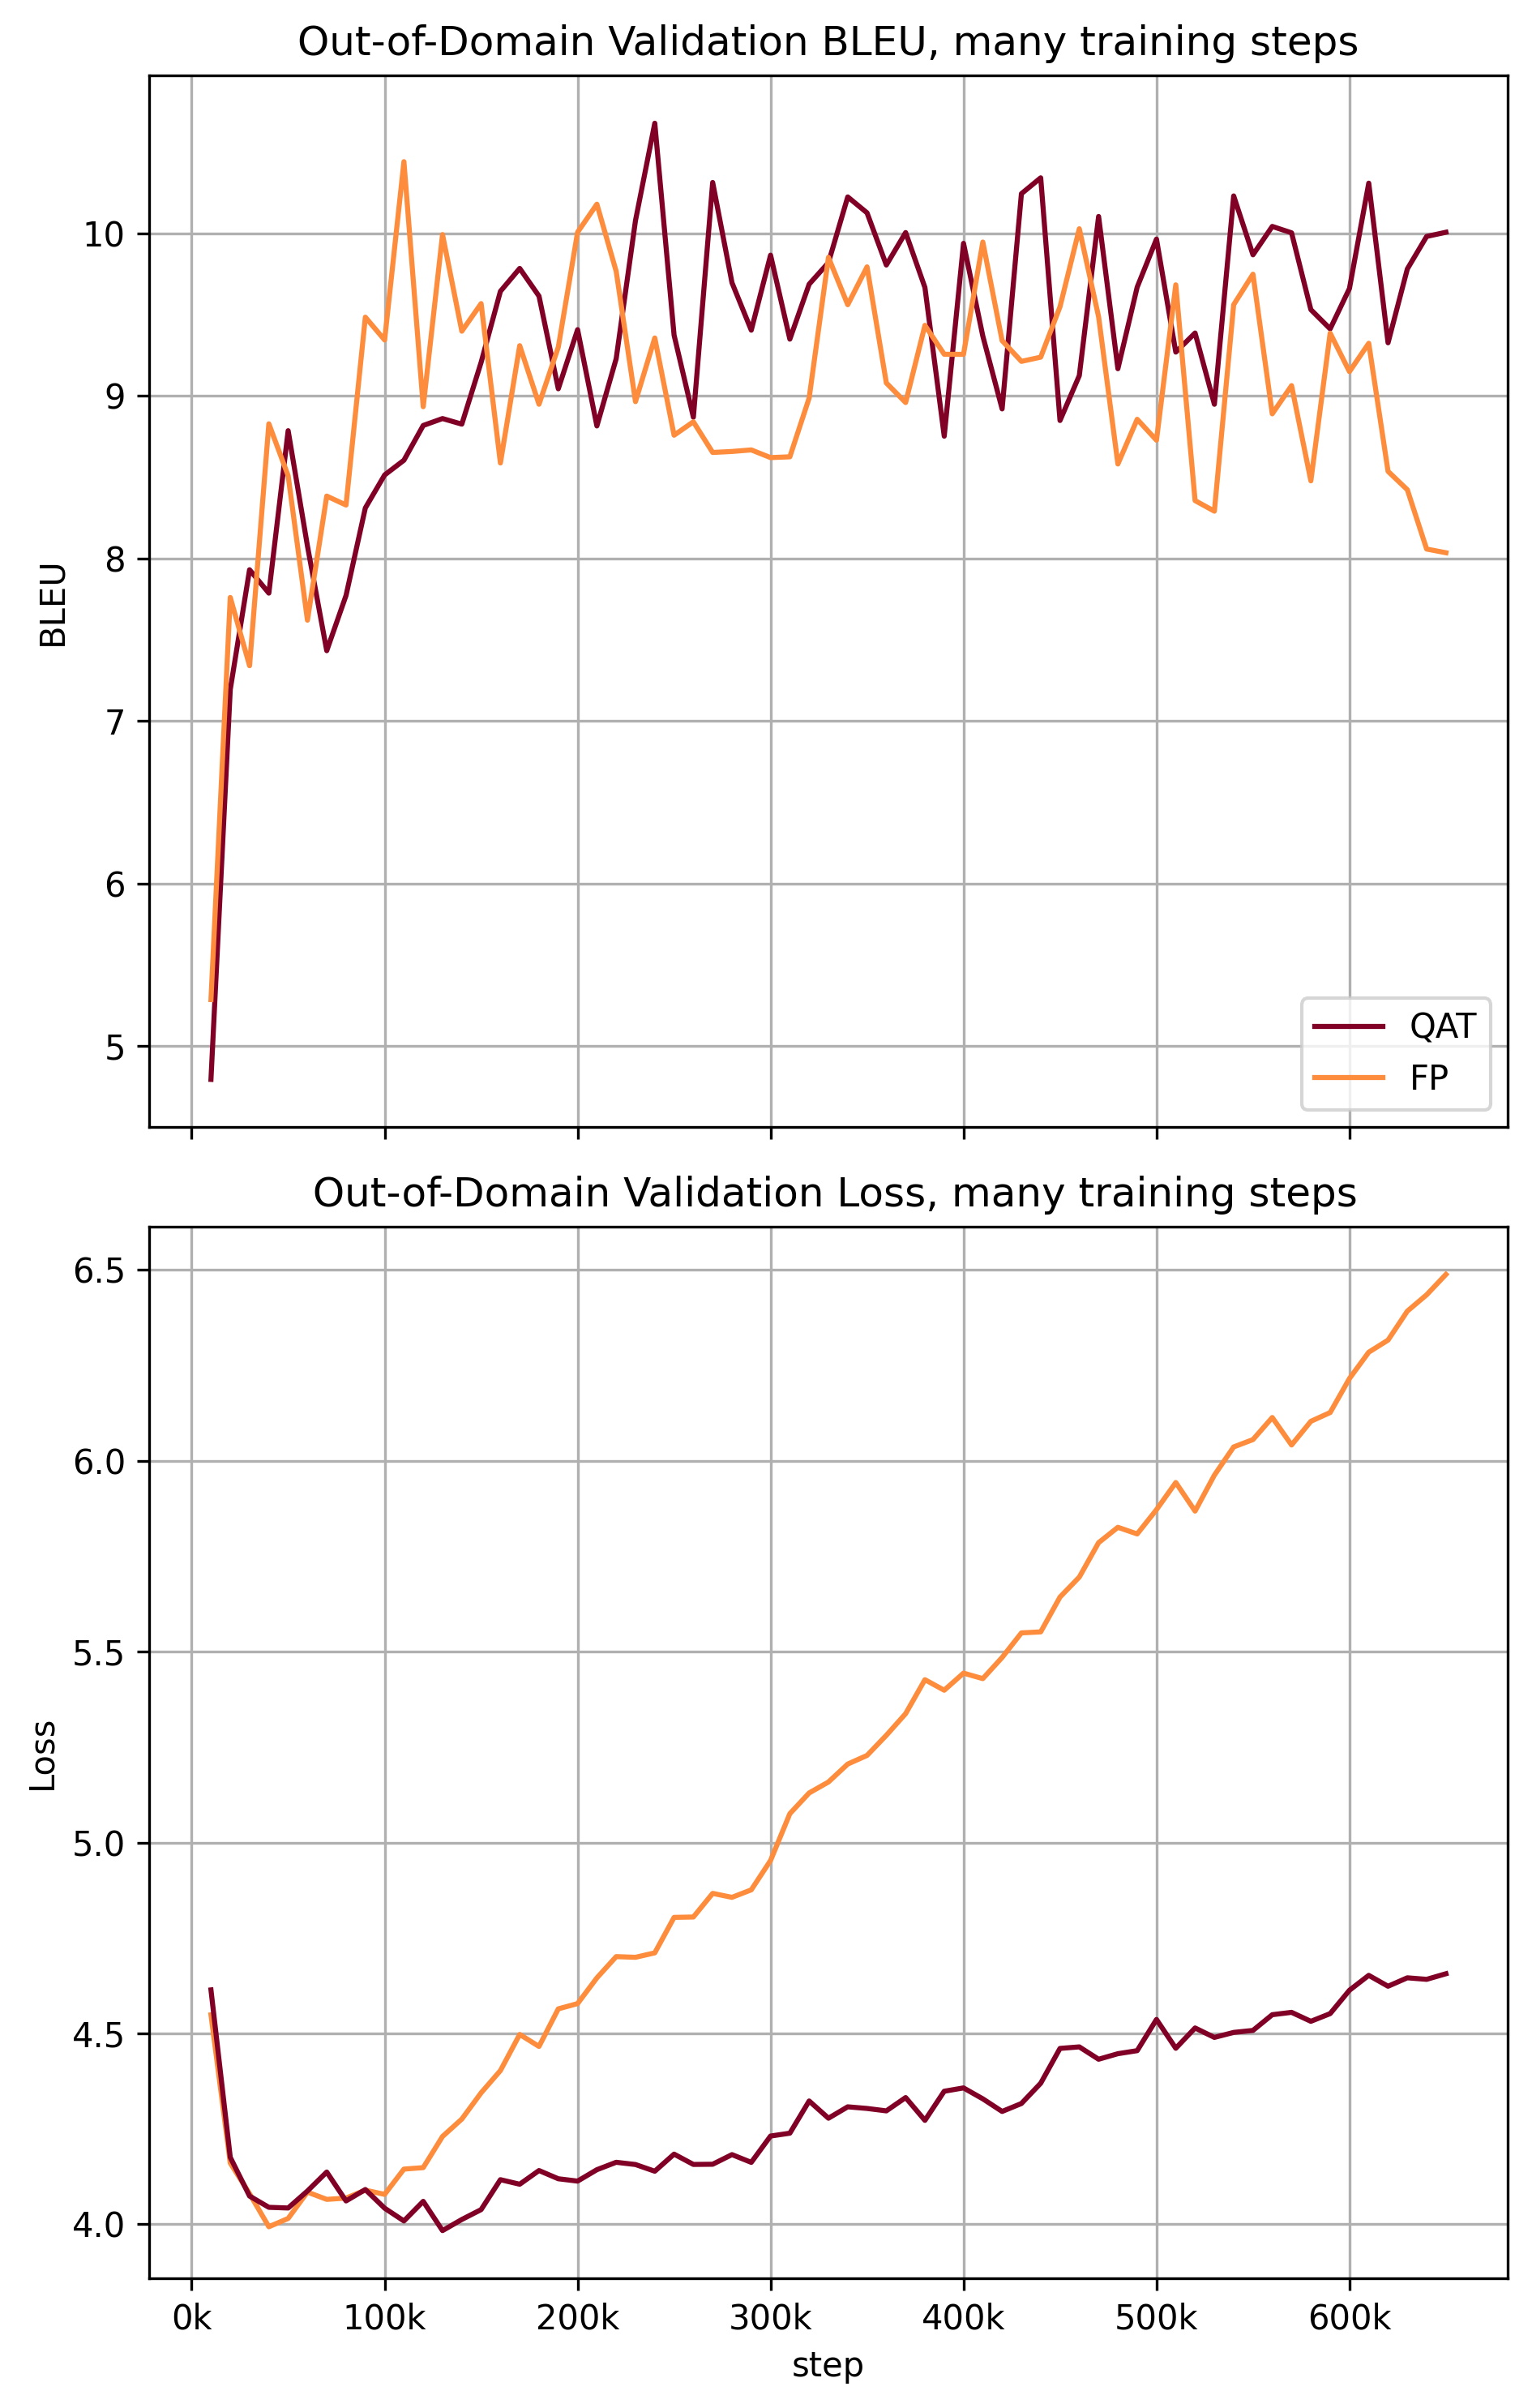 Out-of-Domain Validation BLEU, many training steps
BLEU
10
9
8
7
6
5
QAT
FP
Out-of-Domain Validation Loss, many training steps
Loss
6.5
6.0
5.5
5.0
4.5
4.0
0k 100k 200k 300k 400k 500k 600k
step